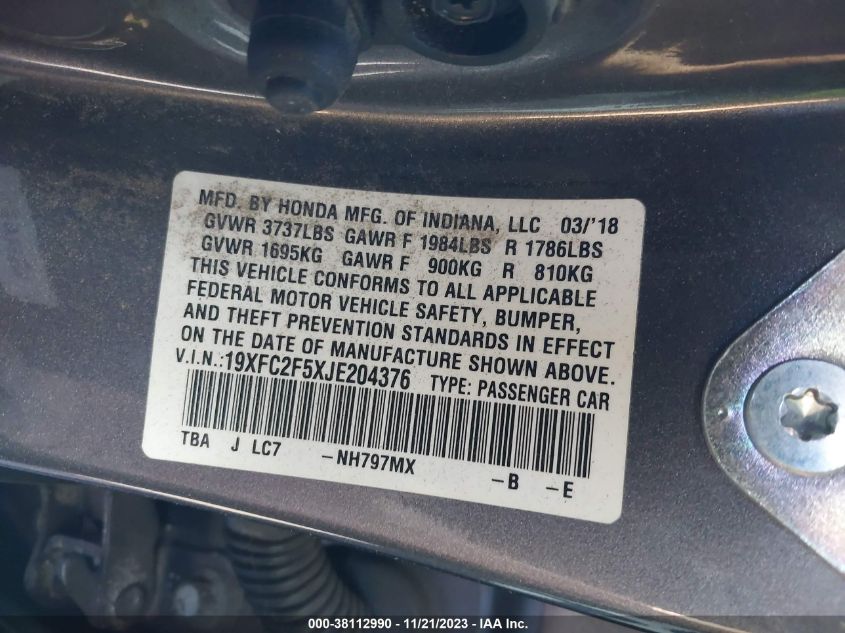 MFD. BY HONDA MFG. OF INDIANA, LLC 03/'18
GVWR 3737LBS GAWR F 1984LBS R 1786LBS
GVWR 1695KG GAWR F 900KG R 810KG
THIS VEHICLE CONFORMS TO ALL APPLICABLE
FEDERAL MOTOR VEHICLE SAFETY, BUMPER,
AND THEFT PREVENTION STANDARDS IN EFFECT
ON THE DATE OF MANUFACTURE SHOWN ABOVE.
V.I.N.:19XFC2F5XJE204376 TYPE: PASSENGER CAR
TBA J LC7 -NH797MX -B -E
000-38112990 - 11/21/2023 - IAA Inc.